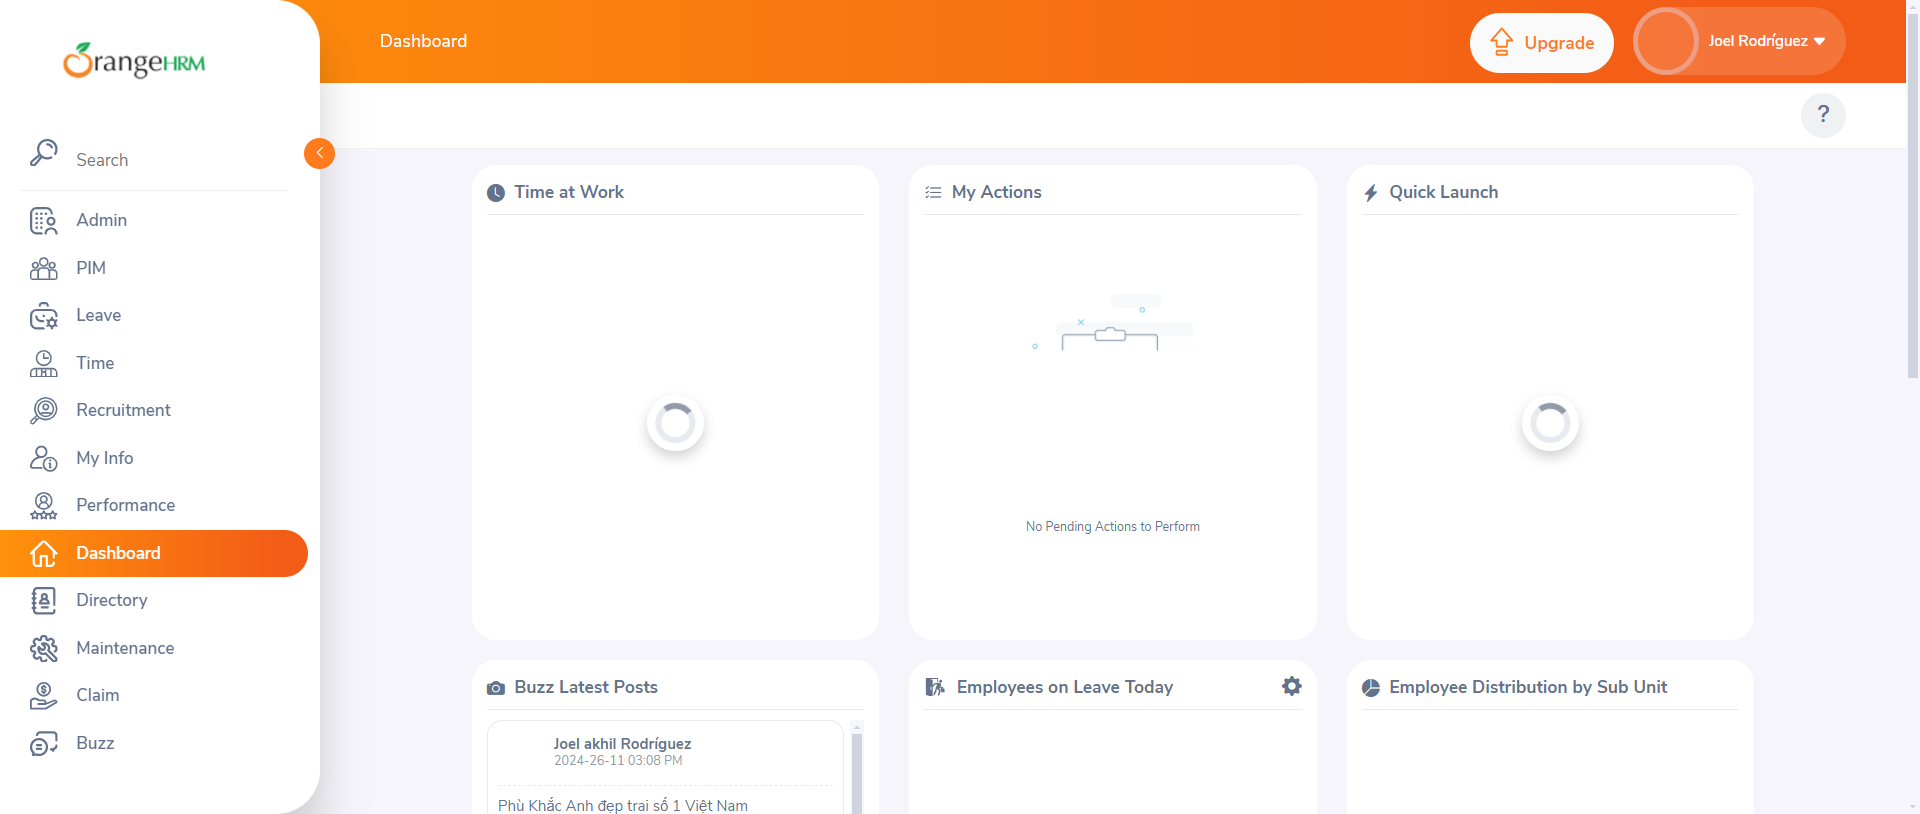 OrangeHRM
Dashboard
Upgrade
Joel Rodríguez
?
Search
Admin
PIM
Leave
Time
Recruitment
My Info
Performance
Dashboard
Directory
Maintenance
Claim
Buzz
Time at Work
My Actions
No Pending Actions to Perform
Quick Launch
Buzz Latest Posts
Joel akhil Rodríguez
2024-26-11 03:08 PM
Phù Khắc Anh đẹp trai số 1 Việt Nam
Employees on Leave Today
Employee Distribution by Sub Unit